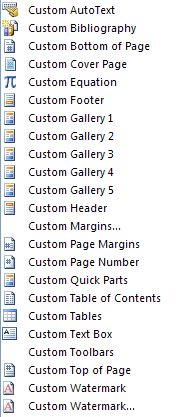 Custom AutoText
Custom Bibliography
Custom Bottom of Page
Custom Cover Page
Custom Equation
Custom Footer
Custom Gallery 1
Custom Gallery 2
Custom Gallery 3
Custom Gallery 4
Custom Gallery 5
Custom Header
Custom Margins...
Custom Page Margins
Custom Page Number
Custom Quick Parts
Custom Table of Contents
Custom Tables
Custom Text Box
Custom Toolbars
Custom Top of Page
Custom Watermark
Custom Watermark...